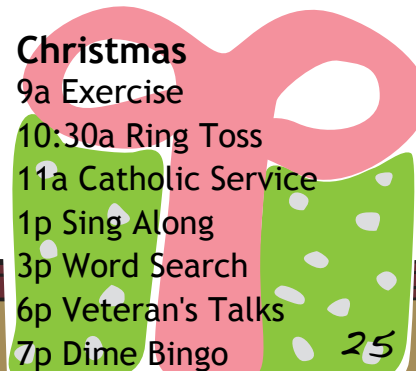 Christmas
9a Exercise
10:30a Ring Toss
11a Catholic Service
1p Sing Along
3p Word Search
6p Veteran's Talks
7p Dime Bingo
25